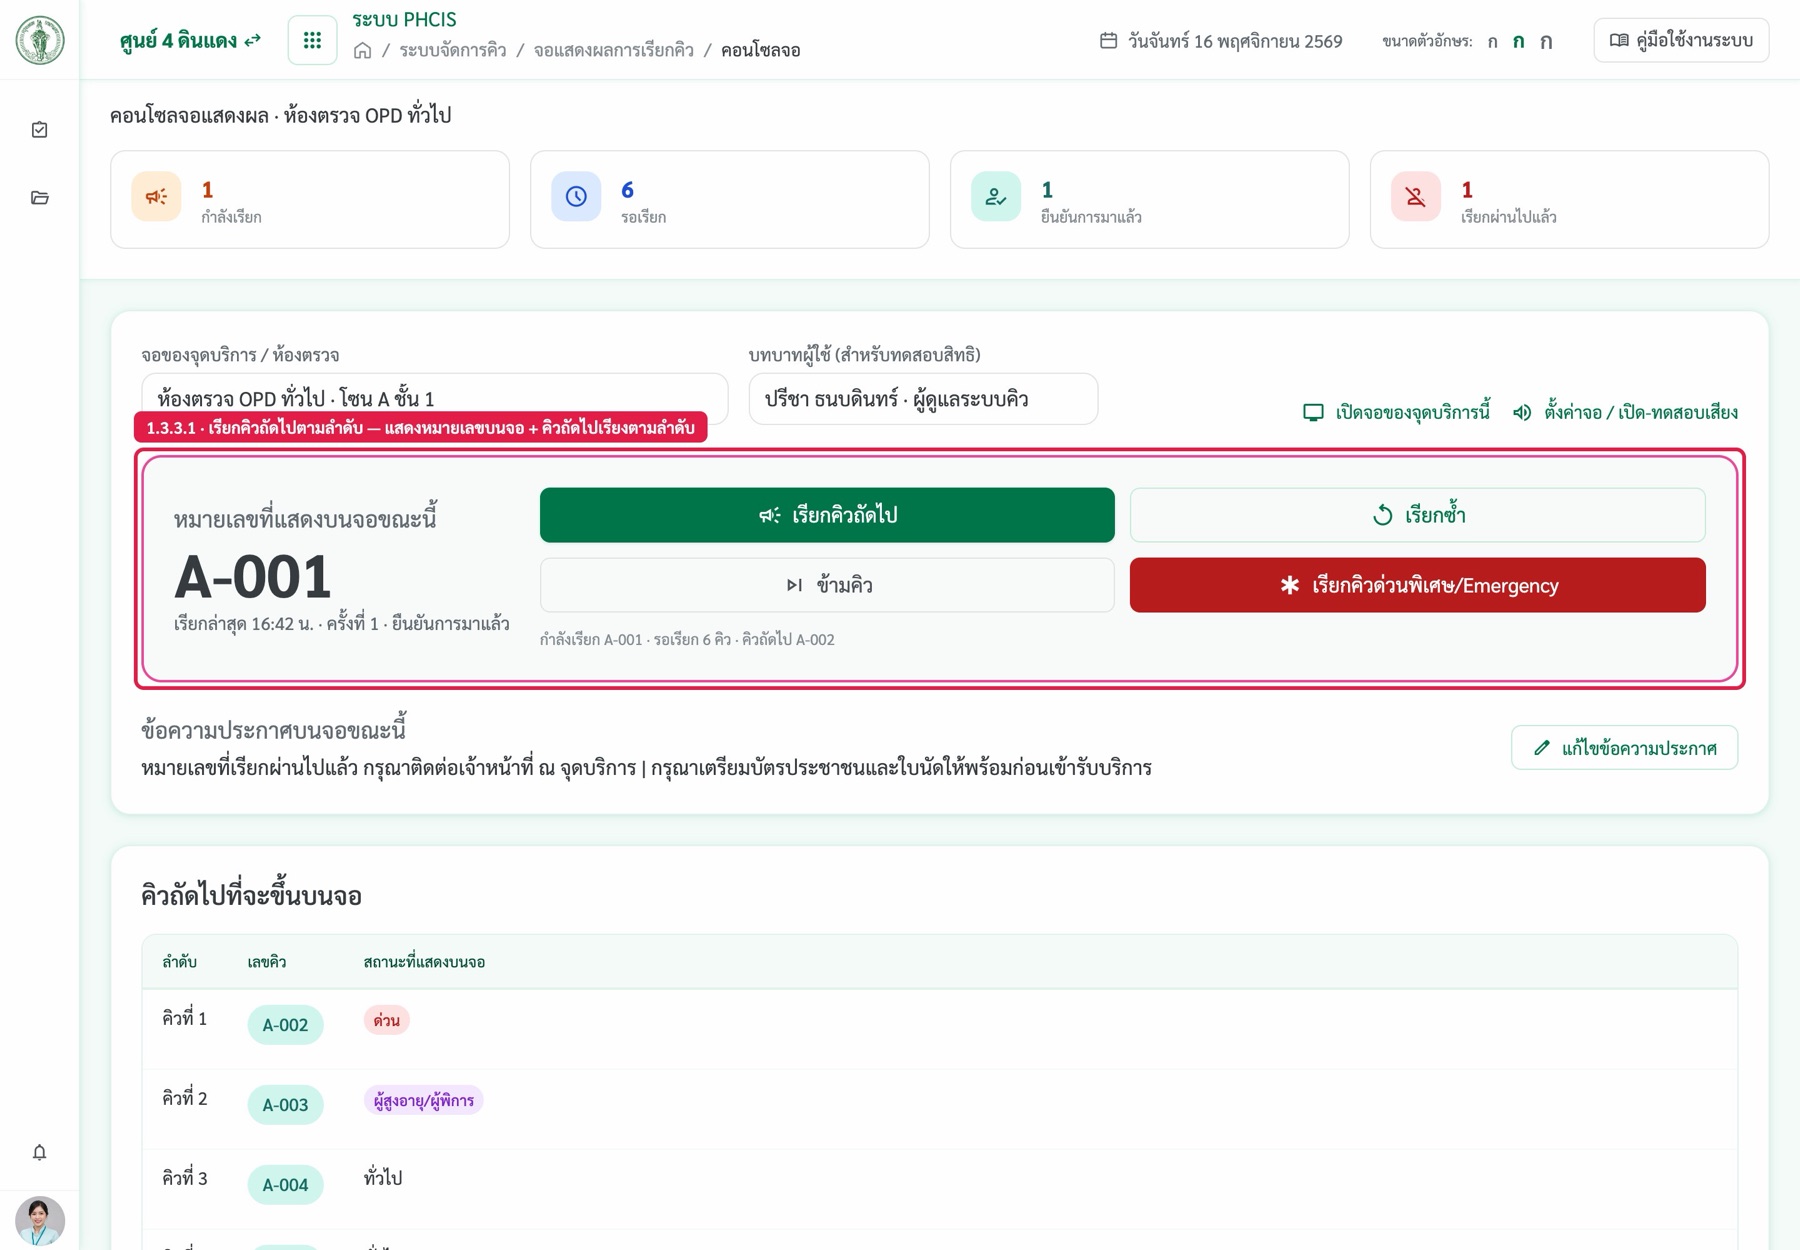 ศูนย์ 4 ดินแดง
ระบบ PHCIS
/ ระบบจัดการคิว / จอแสดงผลการเรียกคิว / คอนโซลจอ
วันจันทร์ 16 พฤศจิกายน 2569
ขนาดตัวอักษร: ก ก ก
คู่มือใช้งานระบบ
คอนโซลจอแสดงผล · ห้องตรวจ OPD ทั่วไป
1
กำลังเรียก
6
รอเรียก
1
ยืนยันการมาแล้ว
1
เรียกผ่านไปแล้ว
จอของจุดบริการ / ห้องตรวจ
ห้องตรวจ OPD ทั่วไป · โซน A ชั้น 1
บทบาทผู้ใช้ (สำหรับทดสอบสิทธิ)
ปรีชา ธนบดินทร์ · ผู้ดูแลระบบคิว
เปิดจอของจุดบริการนี้
ตั้งค่าจอ / เปิด-ทดสอบเสียง
1.3.3.1 · เรียกคิวถัดไปตามลำดับ — แสดงหมายเลขบนจอ + คิวถัดไปเรียงตามลำดับ
หมายเลขที่แสดงบนจอขณะนี้
A-001
เรียกล่าสุด 16:42 น. · ครั้งที่ 1 · ยืนยันการมาแล้ว
เรียกคิวถัดไป
เรียกซ้ำ
ข้ามคิว
เรียกคิวด่วนพิเศษ/Emergency
กำลังเรียก A-001 · รอเรียก 6 คิว · คิวถัดไป A-002
ข้อความประกาศบนจอขณะนี้
หมายเลขที่เรียกผ่านไปแล้ว กรุณาติดต่อเจ้าหน้าที่ ณ จุดบริการ | กรุณาเตรียมบัตรประชาชนและใบนัดให้พร้อมก่อนเข้ารับบริการ
แก้ไขข้อความประกาศ
คิวถัดไปที่จะขึ้นบนจอ
ลำดับ เลขคิว สถานะที่แสดงบนจอ
คิวที่ 1 A-002 ด่วน
คิวที่ 2 A-003 ผู้สูงอายุ/ผู้พิการ
คิวที่ 3 A-004 ทั่วไป